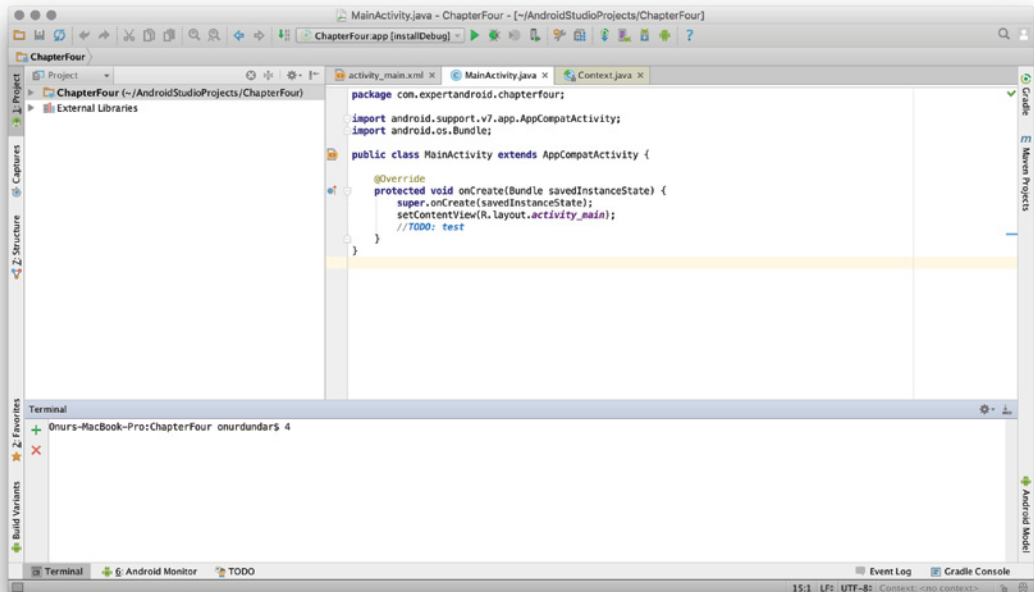 MainActivity.java - ChapterFour - [~/AndroidStudioProjects/ChapterFour]
ChapterFour.app [installDebug]
ChapterFour
1: Project
Captures
Z: Structure
2: Favorites
Build Variants
Project
ChapterFour (~/AndroidStudioProjects/ChapterFour)
External Libraries
activity_main.xml × MainActivity.java × Context.java ×
package com.expertandroid.chapterfour;
import android.support.v7.app.AppCompatActivity;
import android.os.Bundle;
public class MainActivity extends AppCompatActivity {
@Override
protected void onCreate(Bundle savedInstanceState) {
super.onCreate(savedInstanceState);
setContentView(R.layout.activity_main);
//TODO: test
}
}
Gradle
Maven Projects
Android Model
Terminal
Onurs-MacBook-Pro:ChapterFour onurdundar$ 4
Terminal 6: Android Monitor TODO Event Log Gradle Console
15:1 LF÷ UTF-8÷ Context: <no context>